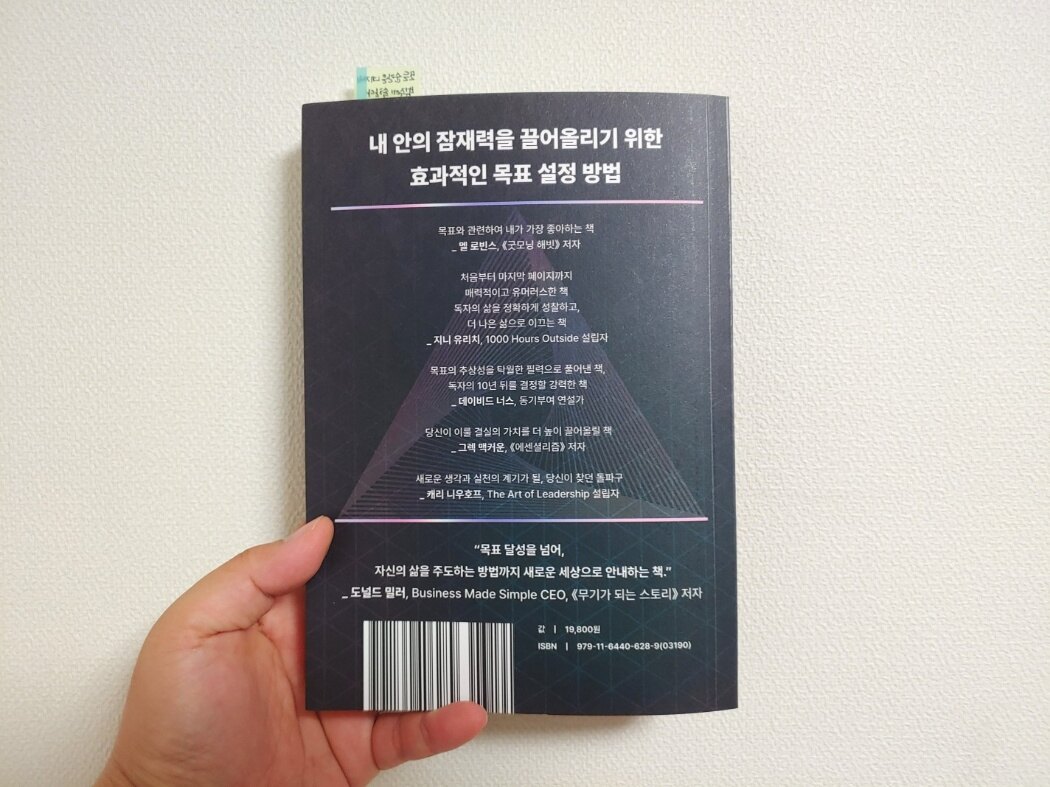 내 안의 잠재력을 끌어올리기 위한
효과적인 목표 설정 방법
목표와 관련하여 내가 가장 좋아하는 책
_ 멜 로빈스, 《굿모닝 해빗》 저자
처음부터 마지막 페이지까지
매력적이고 유머러스한 책
독자의 삶을 정확하게 성찰하고,
더 나은 삶으로 이끄는 책
_ 지니 유리치, 1000 Hours Outside 설립자
목표의 추상성을 탁월한 필력으로 풀어낸 책,
독자의 10년 뒤를 결정할 강력한 책
_ 데이비드 너스, 동기부여 연설가
당신이 이룰 결실의 가치를 더 높이 끌어올릴 책
_ 그렉 맥커운, 《에센셜리즘》 저자
새로운 생각과 실천의 계기가 될, 당신이 찾던 돌파구
_ 캐리 니우호프, The Art of Leadership 설립자
“목표 달성을 넘어,
자신의 삶을 주도하는 방법까지 새로운 세상으로 안내하는 책.”
_ 도널드 밀러, Business Made Simple CEO, 《무기가 되는 스토리》 저자
값 | 19,800원
ISBN | 979-11-6440-628-9(03190)